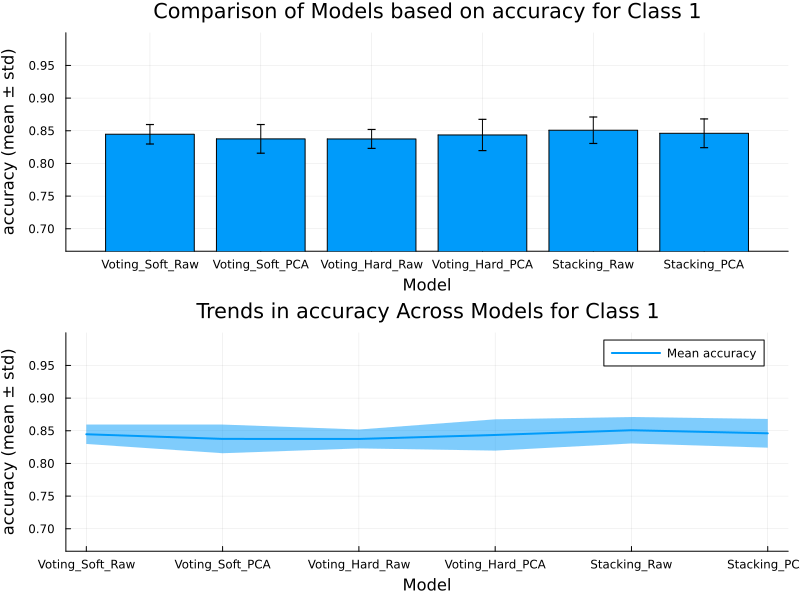 Comparison of Models based on accuracy for Class 1
accuracy (mean ± std)
0.95
0.90
0.85
0.80
0.75
0.70
Voting_Soft_Raw Voting_Soft_PCA Voting_Hard_Raw Voting_Hard_PCA Stacking_Raw Stacking_PCA
Model
Trends in accuracy Across Models for Class 1
accuracy (mean ± std)
Mean accuracy
0.95
0.90
0.85
0.80
0.75
0.70
Voting_Soft_Raw Voting_Soft_PCA Voting_Hard_Raw Voting_Hard_PCA Stacking_Raw Stacking_PC
Model